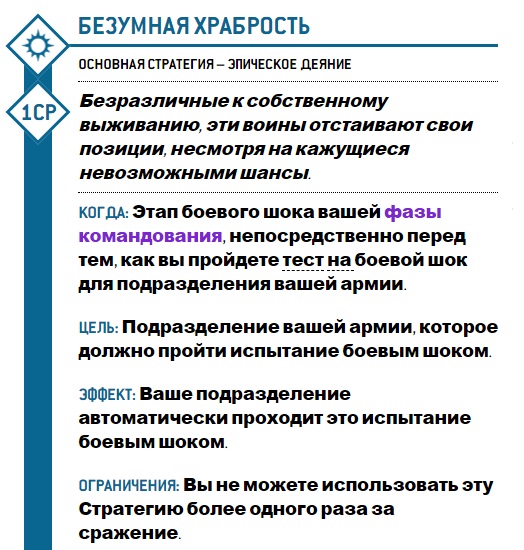 БЕЗУМНАЯ ХРАБРОСТЬ
ОСНОВНАЯ СТРАТЕГИЯ – ЭПИЧЕСКОЕ ДЕЯНИЕ
1CP
Безразличные к собственному
выживанию, эти воины отстаивают свои
позиции, несмотря на кажущиеся
невозможными шансы.
КОГДА: Этап боевого шока вашей фазы
командования, непосредственно перед
тем, как вы пройдете тест на боевой шок
для подразделения вашей армии.
ЦЕЛЬ: Подразделение вашей армии, которое
должно пройти испытание боевым шоком.
ЭФФЕКТ: Ваше подразделение
автоматически проходит это испытание
боевым шоком.
ОГРАНИЧЕНИЯ: Вы не можете использовать эту
Стратегию более одного раза за
сражение.